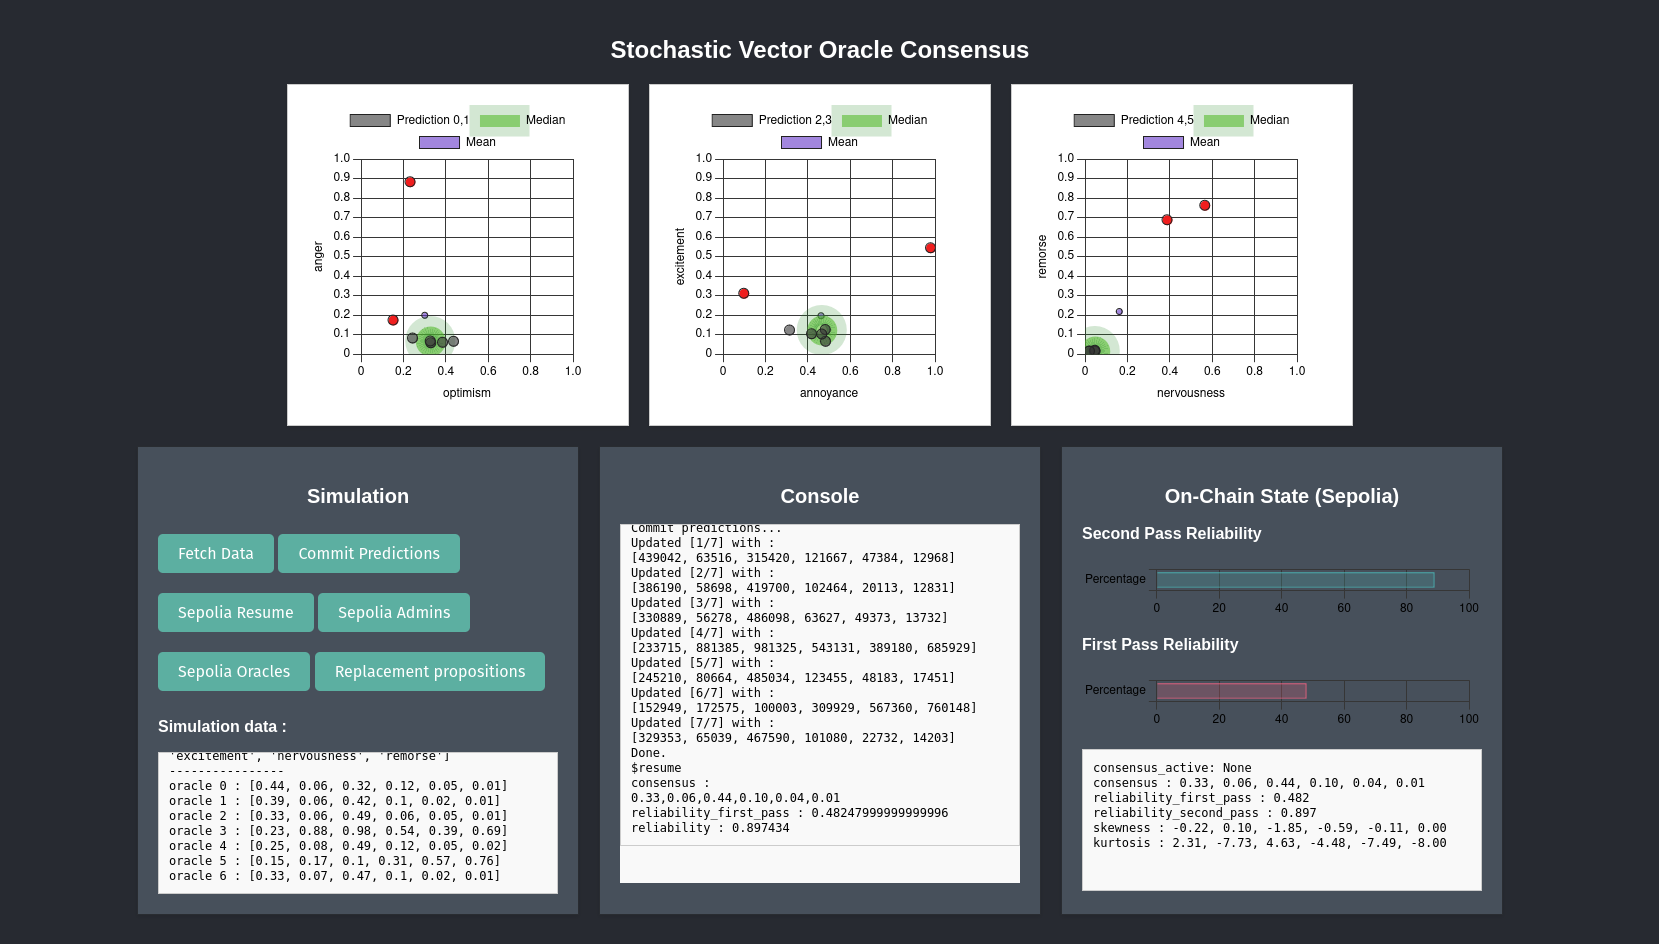 Stochastic Vector Oracle Consensus
Prediction 0,1 Median
Mean
1.0
0.9
0.8
0.7
0.6
0.5
0.4
0.3
0.2
0.1
0
anger
0 0.2 0.4 0.6 0.8 1.0
optimism
Prediction 2,3 Median
Mean
1.0
0.9
0.8
0.7
0.6
0.5
0.4
0.3
0.2
0.1
0
excitement
0 0.2 0.4 0.6 0.8 1.0
annoyance
Prediction 4,5 Median
Mean
1.0
0.9
0.8
0.7
0.6
0.5
0.4
0.3
0.2
0.1
0
remorse
0 0.2 0.4 0.6 0.8 1.0
nervousness
Simulation
Fetch Data Commit Predictions
Sepolia Resume Sepolia Admins
Sepolia Oracles Replacement propositions
Simulation data :
'excitement', 'nervousness', 'remorse']
----------------
oracle 0 : [0.44, 0.06, 0.32, 0.12, 0.05, 0.01]
oracle 1 : [0.39, 0.06, 0.42, 0.1, 0.02, 0.01]
oracle 2 : [0.33, 0.06, 0.49, 0.06, 0.05, 0.01]
oracle 3 : [0.23, 0.88, 0.98, 0.54, 0.39, 0.69]
oracle 4 : [0.25, 0.08, 0.49, 0.12, 0.05, 0.02]
oracle 5 : [0.15, 0.17, 0.1, 0.31, 0.57, 0.76]
oracle 6 : [0.33, 0.07, 0.47, 0.1, 0.02, 0.01]
Console
Commit predictions...
Updated [1/7] with :
[439042, 63516, 315420, 121667, 47384, 12968]
Updated [2/7] with :
[386190, 58698, 419700, 102464, 20113, 12831]
Updated [3/7] with :
[330889, 56278, 486098, 63627, 49373, 13732]
Updated [4/7] with :
[233715, 881385, 981325, 543131, 389180, 685929]
Updated [5/7] with :
[245210, 80664, 485034, 123455, 48183, 17451]
Updated [6/7] with :
[152949, 172575, 100003, 309929, 567360, 760148]
Updated [7/7] with :
[329353, 65039, 467590, 101080, 22732, 14203]
Done.
$resume
consensus :
0.33,0.06,0.44,0.10,0.04,0.01
reliability_first_pass : 0.48247999999999996
reliability : 0.897434
On-Chain State (Sepolia)
Second Pass Reliability
Percentage
0 20 40 60 80 100
First Pass Reliability
Percentage
0 20 40 60 80 100
consensus_active: None
consensus : 0.33, 0.06, 0.44, 0.10, 0.04, 0.01
reliability_first_pass : 0.482
reliability_second_pass : 0.897
skewness : -0.22, 0.10, -1.85, -0.59, -0.11, 0.00
kurtosis : 2.31, -7.73, 4.63, -4.48, -7.49, -8.00